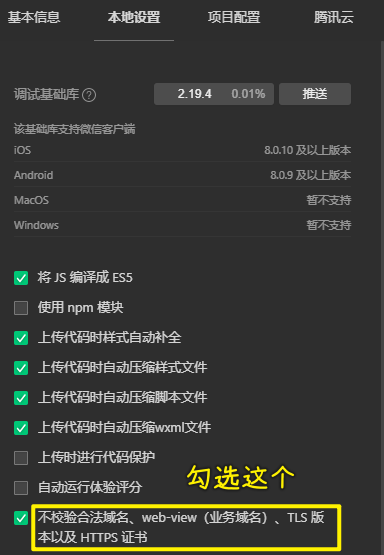 基本信息 本地设置 项目配置 腾讯云
调试基础库 ? 2.19.4 0.01% 推送
该基础库支持微信客户端
iOS 8.0.10 及以上版本
Android 8.0.9 及以上版本
MacOS 暂不支持
Windows 暂不支持
将 JS 编译成 ES5
使用 npm 模块
上传代码时样式自动补全
上传代码时自动压缩样式文件
上传代码时自动压缩脚本文件
上传代码时自动压缩wxml文件
上传时进行代码保护
勾选这个
自动运行体验评分
不校验合法域名、web-view（业务域名）、TLS 版
本以及 HTTPS 证书